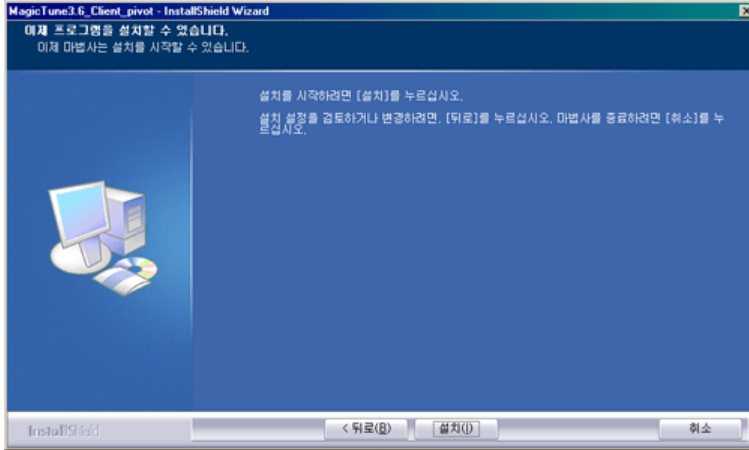 MagicTune3.6_Client_pivot - InstallShield Wizard
이제 프로그램을 설치할 수 있습니다.
이제 마법사는 설치를 시작할 수 있습니다.
설치를 시작하려면 [설치]를 누르십시오.
설치 설정을 검토하거나 변경하려면, [뒤로]를 누르십시오. 마법사를 종료하려면 [취소]를 누
르십시오.
InstallShield
< 뒤로(B)
설치(I)
취소